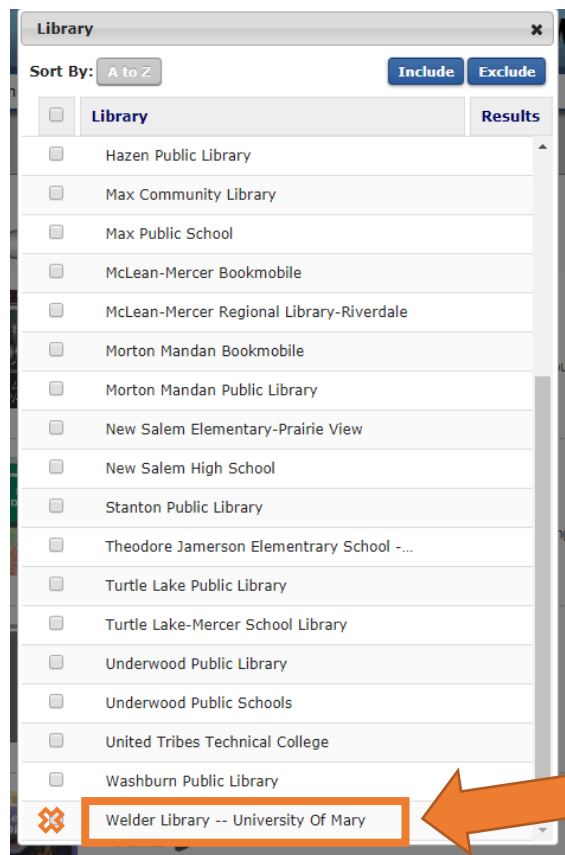 Library
Sort By: A to Z Include Exclude
Library Results
Hazen Public Library
Max Community Library
Max Public School
McLean-Mercer Bookmobile
McLean-Mercer Regional Library-Riverdale
Morton Mandan Bookmobile
Morton Mandan Public Library
New Salem Elementary-Prairie View
New Salem High School
Stanton Public Library
Theodore Jamerson Elementrary School -...
Turtle Lake Public Library
Turtle Lake-Mercer School Library
Underwood Public Library
Underwood Public Schools
United Tribes Technical College
Washburn Public Library
Welder Library -- University Of Mary